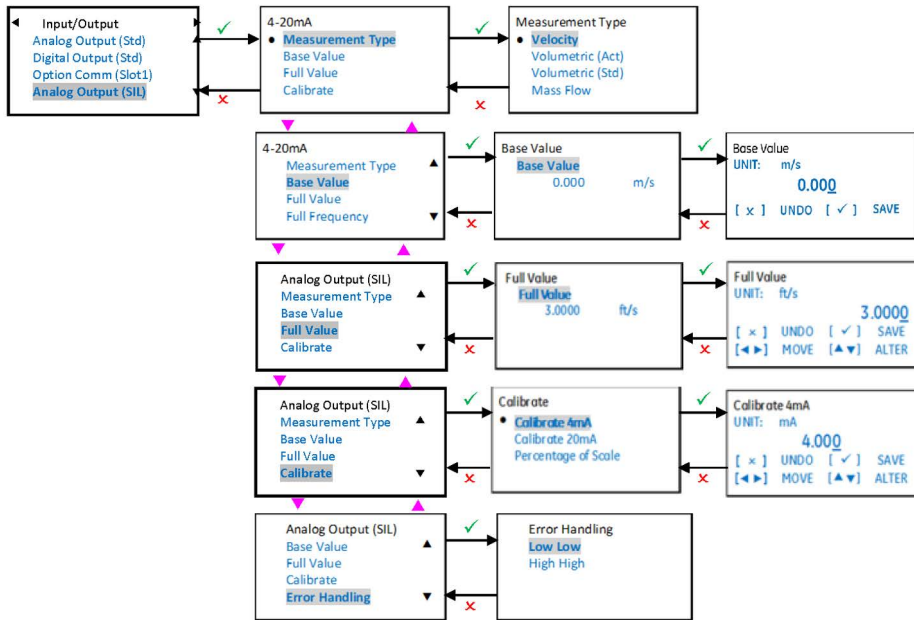 Input/Output
Analog Output (Std)
Digital Output (Std)
Option Comm (Slot1)
Analog Output (SIL)
4-20mA
Measurement Type
Base Value
Full Value
Calibrate
Measurement Type
Velocity
Volumetric (Act)
Volumetric (Std)
Mass Flow
4-20mA
Measurement Type
Base Value
Full Value
Full Frequency
Base Value
Base Value
0.000 m/s
Base Value
UNIT: m/s
0.000
[ x ] UNDO [ ✓ ] SAVE
Analog Output (SIL)
Measurement Type
Base Value
Full Value
Calibrate
Full Value
Full Value
3.0000 ft/s
Full Value
UNIT: ft/s
3.0000
[ x ] UNDO [ ✓ ] SAVE
[◄ ►] MOVE [▲▼] ALTER
Analog Output (SIL)
Measurement Type
Base Value
Full Value
Calibrate
Calibrate
Calibrate 4mA
Calibrate 20mA
Percentage of Scale
Calibrate 4mA
UNIT: mA
4.000
[ x ] UNDO [ ✓ ] SAVE
[◄ ►] MOVE [▲▼] ALTER
Analog Output (SIL)
Base Value
Full Value
Calibrate
Error Handling
Error Handling
Low Low
High High